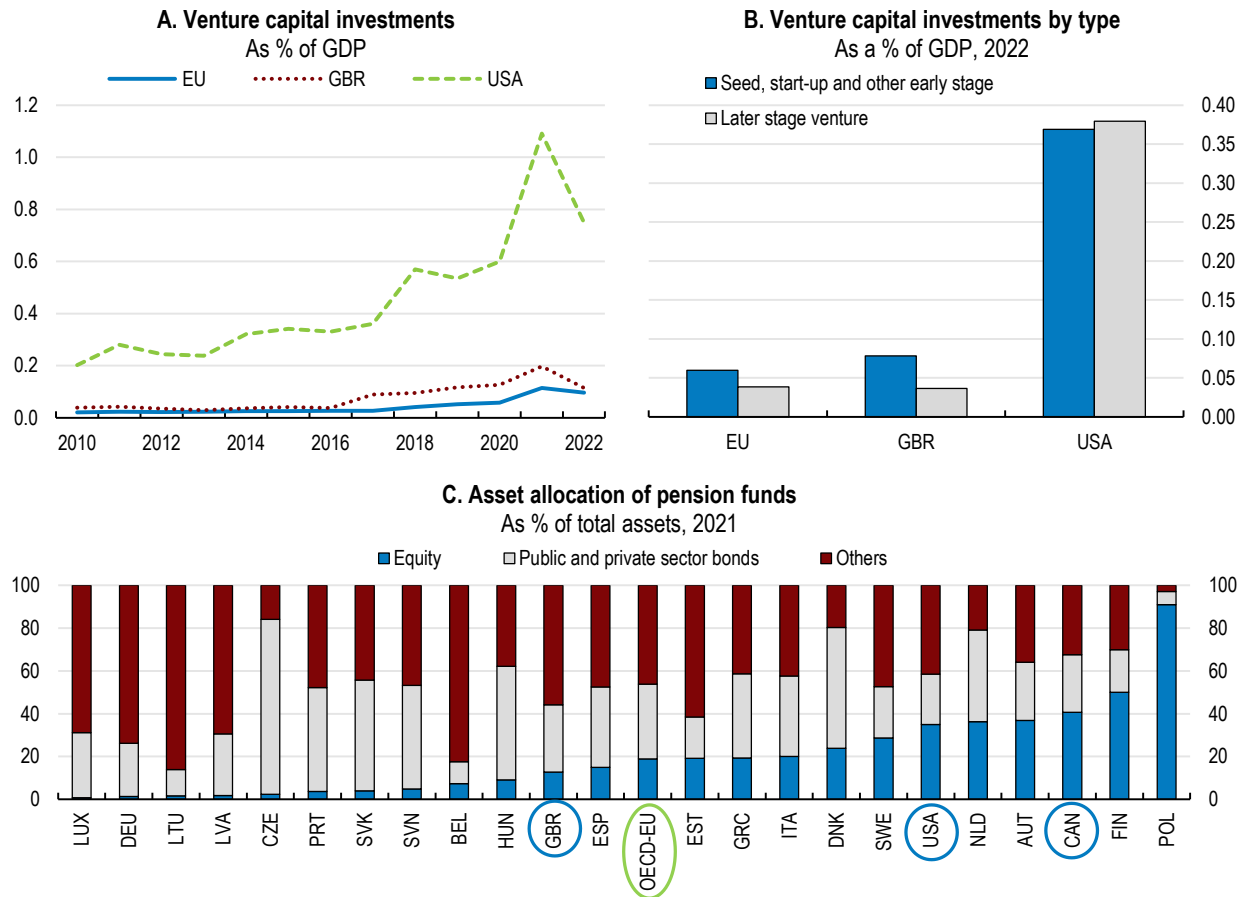 A. Venture capital investments
As % of GDP
EU GBR USA
1.2
1.0
0.8
0.6
0.4
0.2
0.0
2010 2012 2014 2016 2018 2020 2022
B. Venture capital investments by type
As a % of GDP, 2022
Seed, start-up and other early stage
Later stage venture
0.40
0.35
0.30
0.25
0.20
0.15
0.10
0.05
0.00
EU GBR USA
C. Asset allocation of pension funds
As % of total assets, 2021
Equity Public and private sector bonds Others
100 100
80 80
60 60
40 40
20 20
0 0
LUX DEU LTU LVA CZE PRT SVK SVN BEL HUN GBR ESP OECD-EU EST GRC ITA DNK SWE USA NLD AUT CAN FIN POL